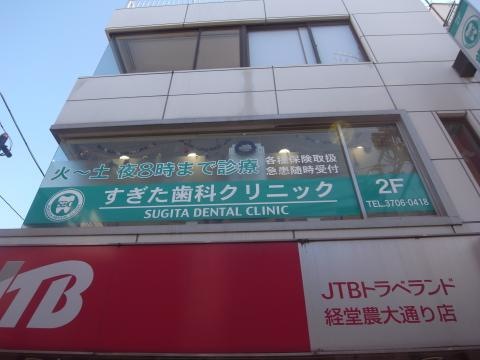 火～土 夜8時まで診療
各種保険取扱
急患随時受付
すぎた歯科クリニック
SUGITA DENTAL CLINIC
2F
TEL.3706-0418
JTB
JTBトラベランド
経堂農大通り店